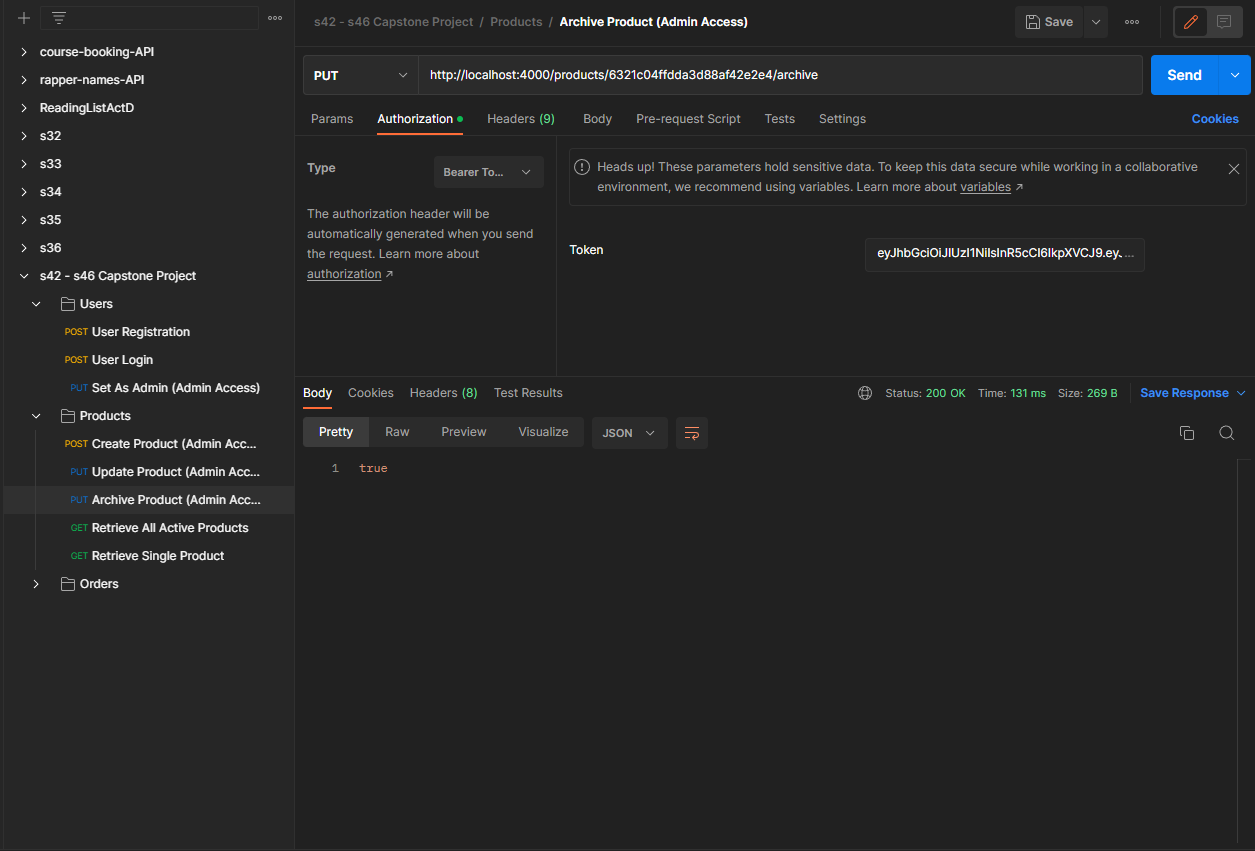 s42 - s46 Capstone Project / Products / Archive Product (Admin Access)
Save
course-booking-API
rapper-names-API
ReadingListActD
s32
s33
s34
s35
s36
s42 - s46 Capstone Project
Users
POST User Registration
POST User Login
PUT Set As Admin (Admin Access)
Products
POST Create Product (Admin Acc...
PUT Update Product (Admin Acc...
PUT Archive Product (Admin Acc...
GET Retrieve All Active Products
GET Retrieve Single Product
Orders
PUT
http://localhost:4000/products/6321c04ffdda3d88af42e2e4/archive
Send
Params Authorization Headers (9) Body Pre-request Script Tests Settings
Cookies
Type
Bearer To...
The authorization header will be
automatically generated when you send
the request. Learn more about
authorization ↗
Heads up! These parameters hold sensitive data. To keep this data secure while working in a collaborative
environment, we recommend using variables. Learn more about variables ↗
Token
eyJhbGciOiJIUzI1NiIsInR5cCI6IkpXVCJ9.eyJ...
Body Cookies Headers (8) Test Results
Status: 200 OK Time: 131 ms Size: 269 B
Save Response
Pretty Raw Preview Visualize JSON
1 true